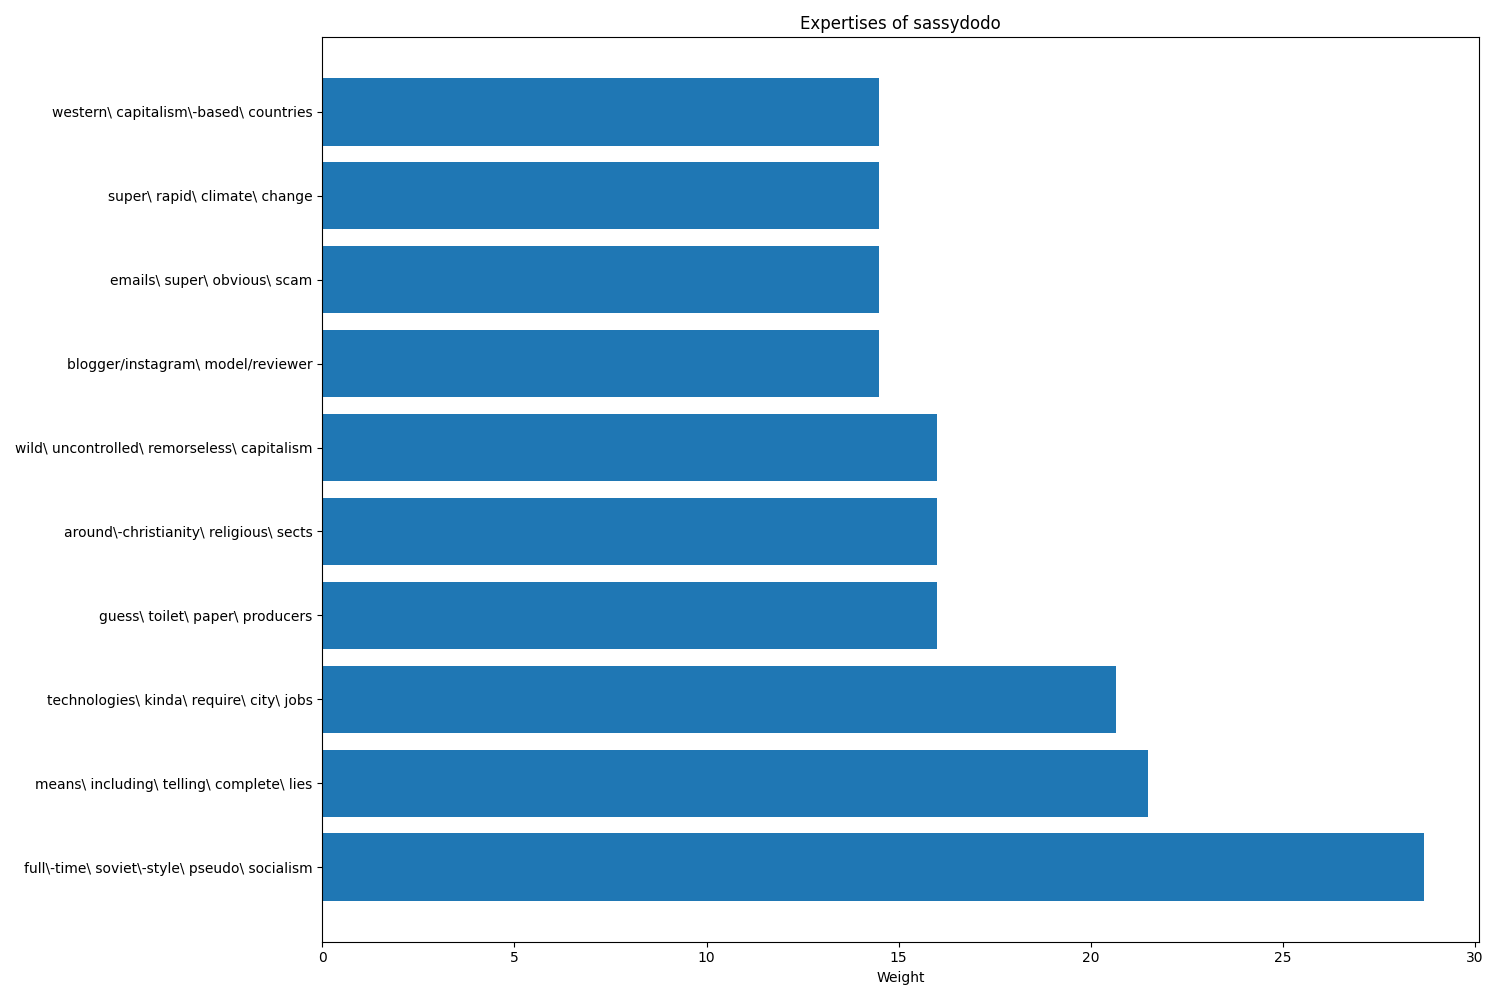 Expertises of sassydodo
western\ capitalism\-based\ countries
super\ rapid\ climate\ change
emails\ super\ obvious\ scam
blogger/instagram\ model/reviewer
wild\ uncontrolled\ remorseless\ capitalism
around\-christianity\ religious\ sects
guess\ toilet\ paper\ producers
technologies\ kinda\ require\ city\ jobs
means\ including\ telling\ complete\ lies
full\-time\ soviet\-style\ pseudo\ socialism
0 5 10 15 20 25 30
Weight